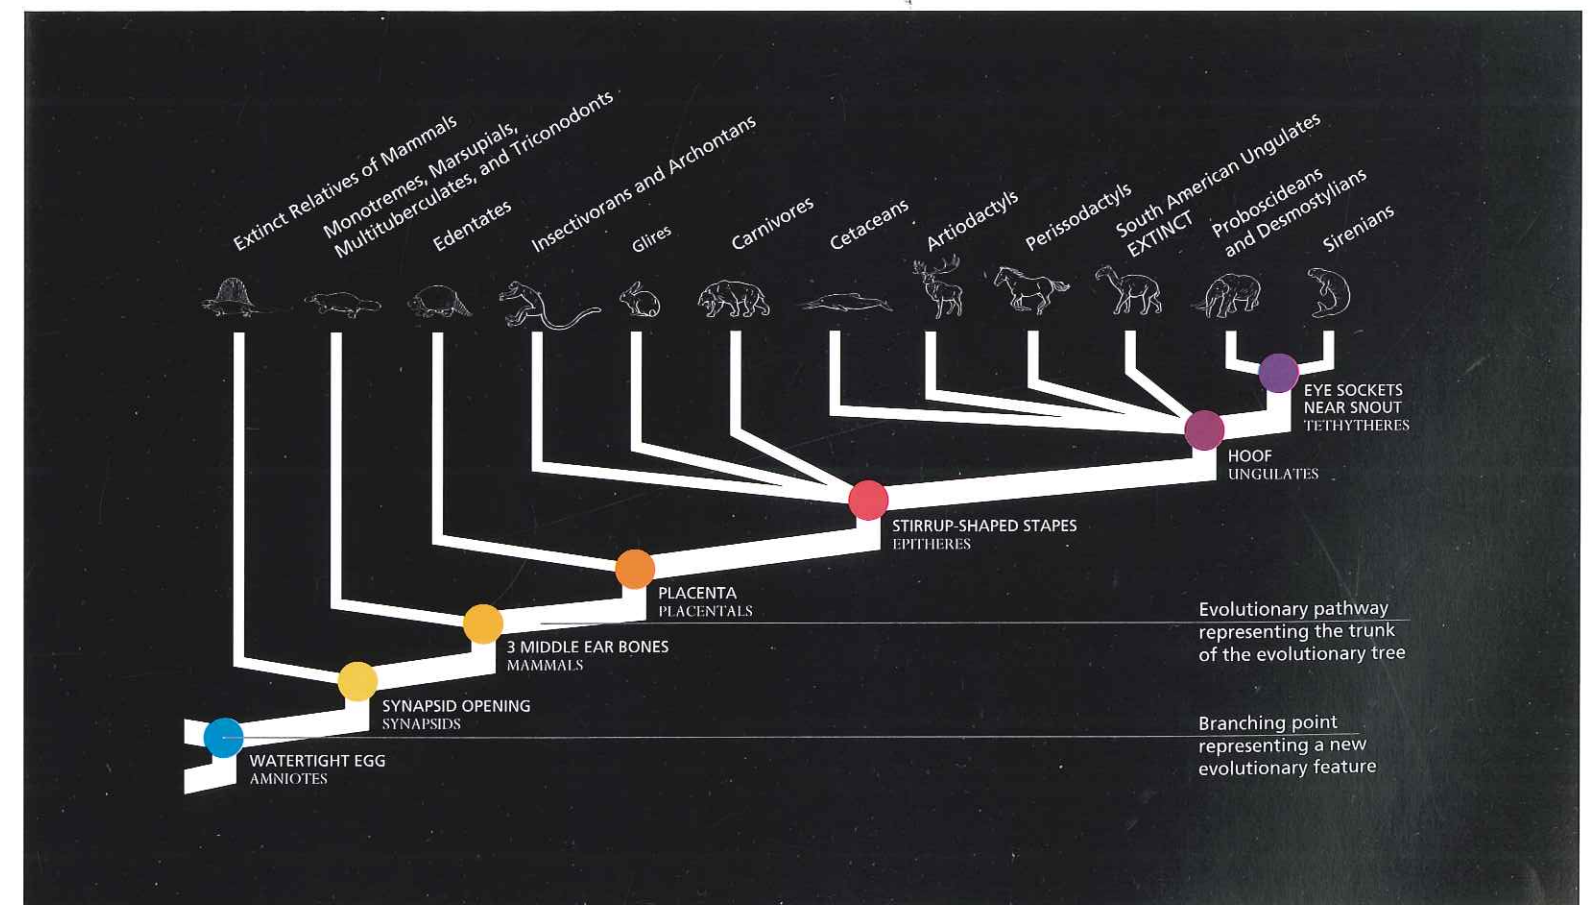 Extinct Relatives of Mammals
Monotremes, Marsupials,
Multituberculates, and Triconodonts
Edentates
Insectivorans and Archontans
Glires
Carnivores
Cetaceans
Artiodactyls
Perissodactyls
South American Ungulates
EXTINCT
Proboscideans
and Desmostylians
Sirenians
EYE SOCKETS
NEAR SNOUT
TETHYTHERES
HOOF
UNGULATES
STIRRUP-SHAPED STAPES
EPITHERES
PLACENTA
PLACENTALS
Evolutionary pathway
representing the trunk
of the evolutionary tree
3 MIDDLE EAR BONES
MAMMALS
SYNAPSID OPENING
SYNAPSIDS
Branching point
representing a new
evolutionary feature
WATERTIGHT EGG
AMNIOTES